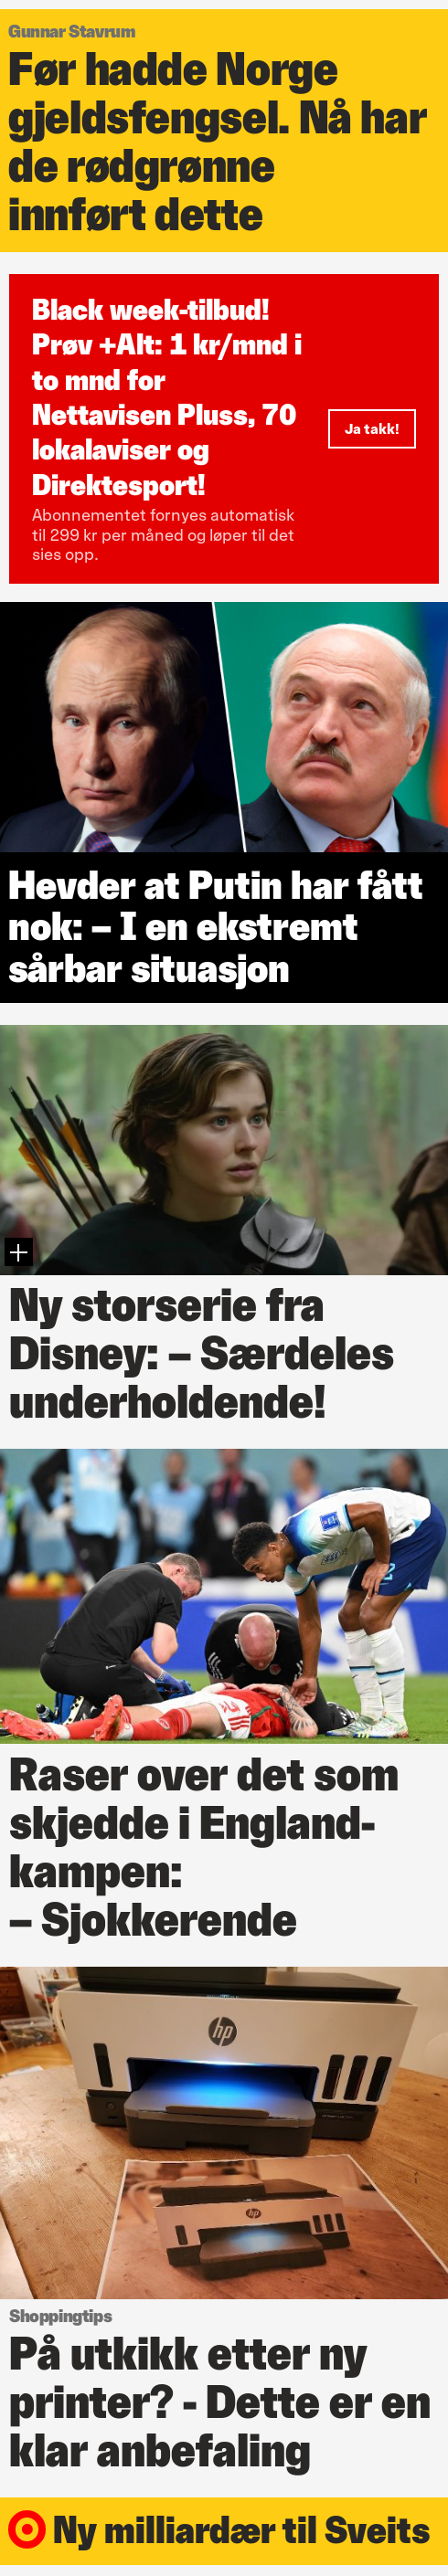 Gunnar Stavrum
Før hadde Norge
gjeldsfengsel. Nå har
de rødgrønne
innført dette
Black week-tilbud!
Prøv +Alt: 1 kr/mnd i
to mnd for
Nettavisen Pluss, 70
lokalaviser og
Direktesport!
Ja takk!
Abonnementet fornyes automatisk
til 299 kr per måned og løper til det
sies opp.
Hevder at Putin har fått
nok: – I en ekstremt
sårbar situasjon
Ny storserie fra
Disney: – Særdeles
underholdende!
Raser over det som
skjedde i England-
kampen:
– Sjokkerende
hp
hp
Shoppingtips
På utkikk etter ny
printer? - Dette er en
klar anbefaling
Ny milliardær til Sveits